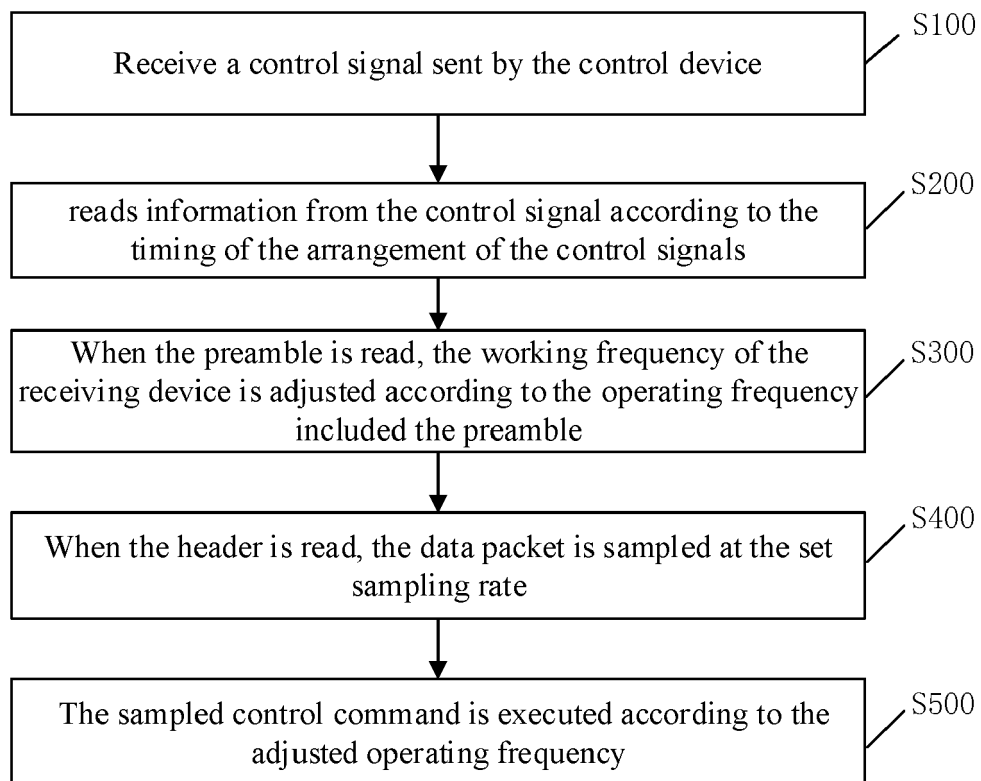 S100
Receive a control signal sent by the control device
S200
reads information from the control signal according to the
timing of the arrangement of the control signals
S300
When the preamble is read, the working frequency of the
receiving device is adjusted according to the operating frequency
included the preamble
S400
When the header is read, the data packet is sampled at the set
sampling rate
S500
The sampled control command is executed according to the
adjusted operating frequency